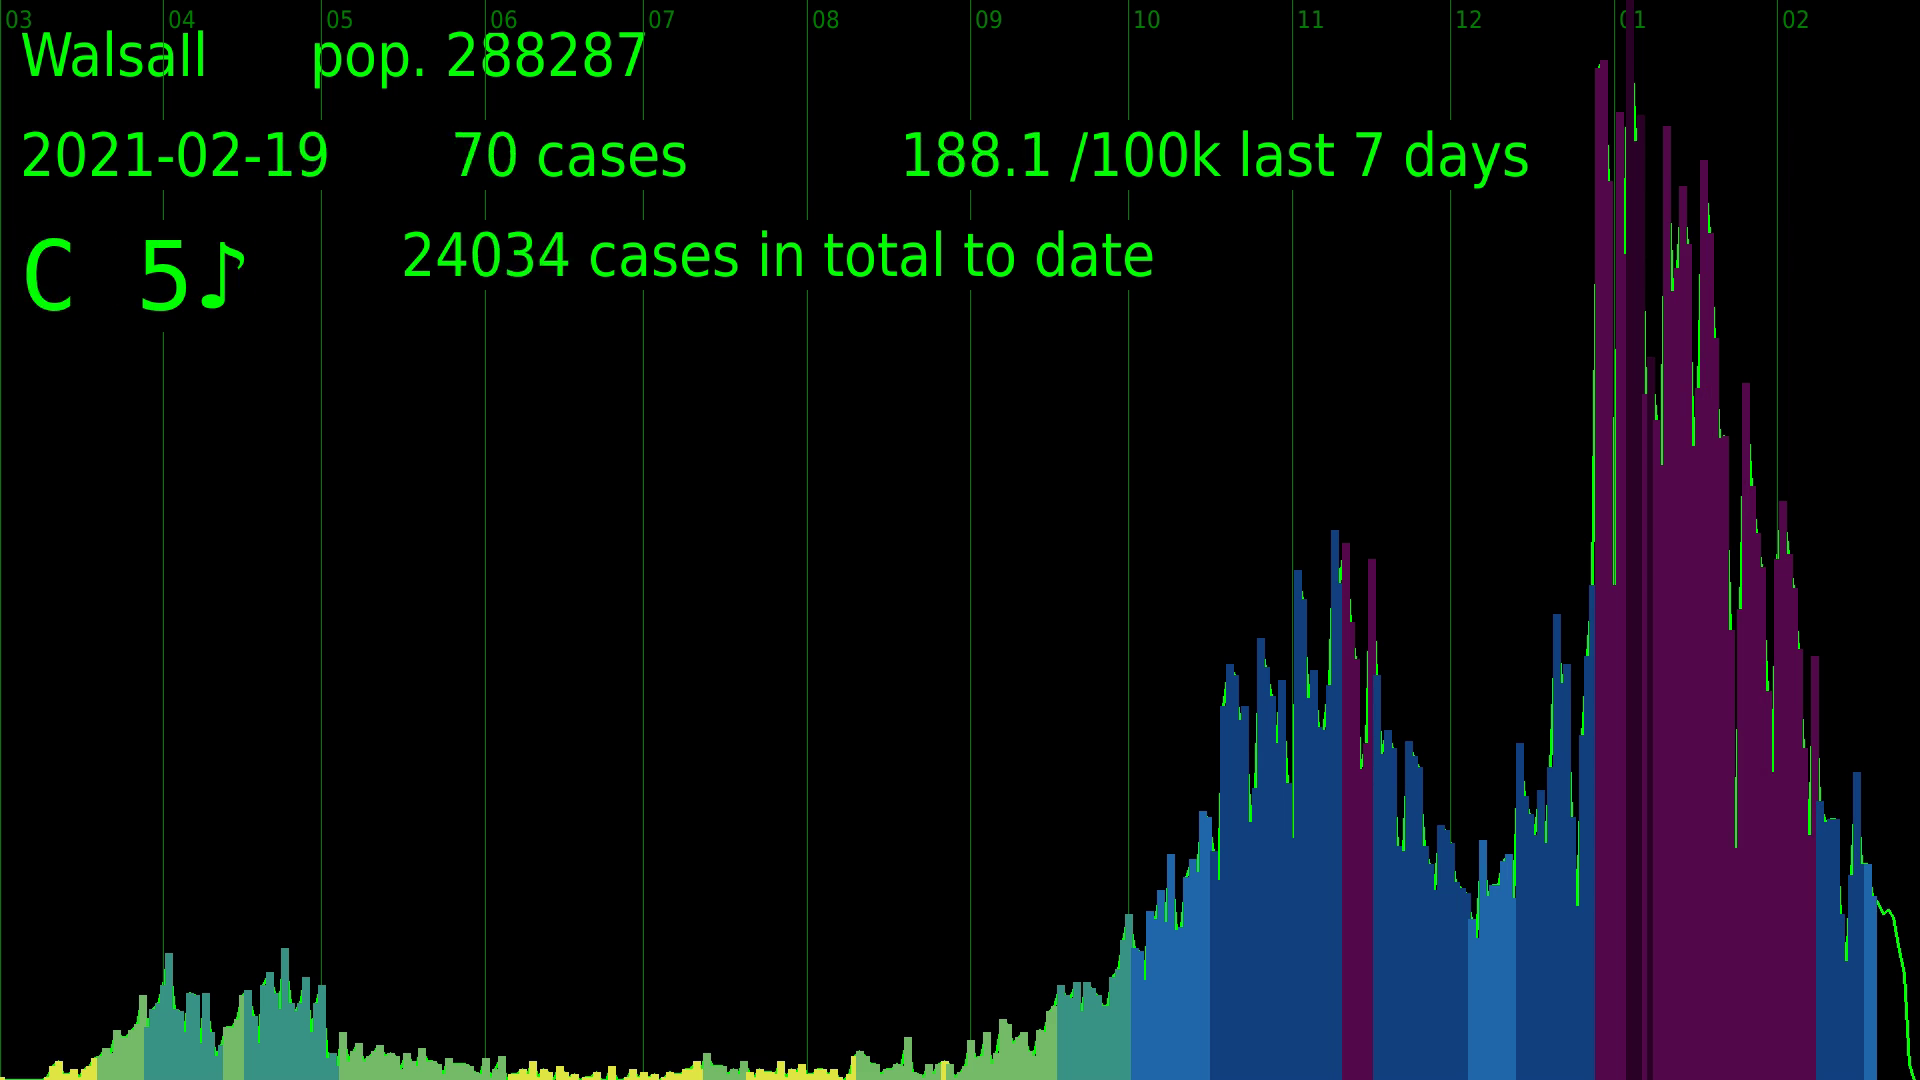 03 04 05 06 07 08 09 10 11 12 01 02
Walsall pop. 288287
2021-02-19 70 cases 188.1 /100k last 7 days
C 5♪ 24034 cases in total to date